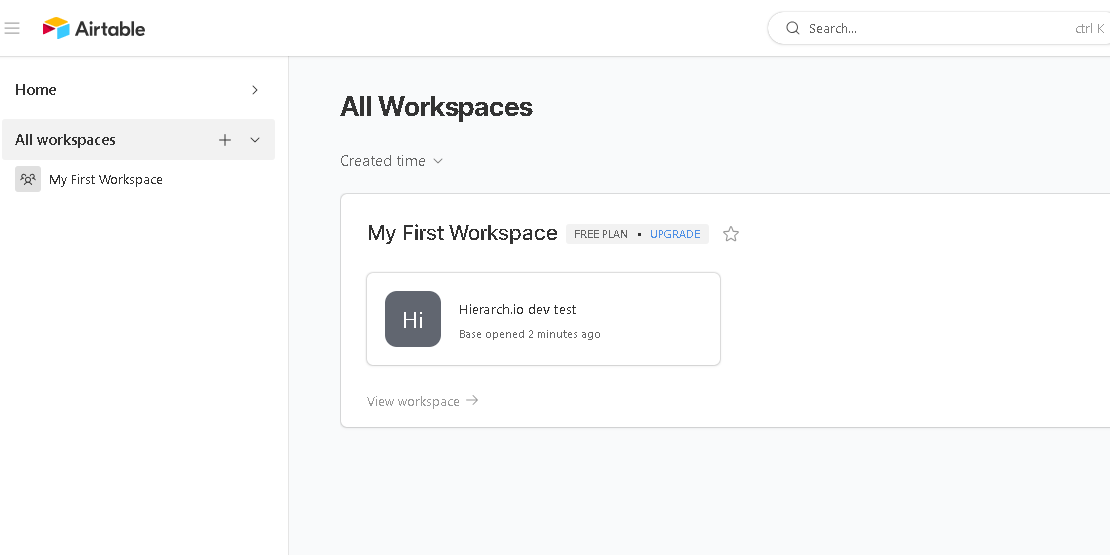 Airtable
Search...
ctrl K
Home
All workspaces
My First Workspace
All Workspaces
Created time
My First Workspace
FREE PLAN • UPGRADE
Hi
Hierarch.io dev test
Base opened 2 minutes ago
View workspace →